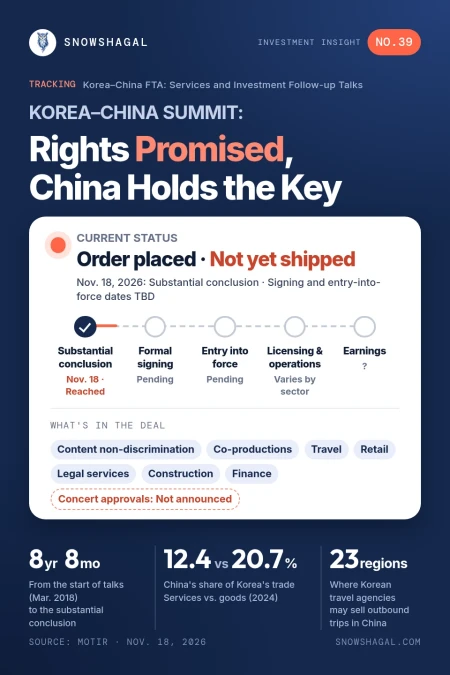 SNOWSHAGAL
INVESTMENT INSIGHT
NO.39
TRACKING Korea–China FTA: Services and Investment Follow-up Talks
KOREA–CHINA SUMMIT:
Rights Promised,
China Holds the Key
CURRENT STATUS
Order placed · Not yet shipped
Nov. 18, 2026: Substantial conclusion · Signing and entry-into-
force dates TBD
Substantial
conclusion
Nov. 18 ·
Reached
Formal
signing
Pending
Entry into
force
Pending
Licensing &
operations
Varies by
sector
Earnings
?
WHAT'S IN THE DEAL
Content non-discrimination
Co-productions
Travel
Retail
Legal services
Construction
Finance
Concert approvals: Not announced
8yr 8mo
From the start of talks
(Mar. 2018)
to the substantial
conclusion
12.4 vs 20.7%
China's share of Korea's trade
Services vs. goods (2024)
23regions
Where Korean
travel agencies
may sell outbound
trips in China
SOURCE: MOTIR · NOV. 18, 2026
SNOWSHAGAL.COM